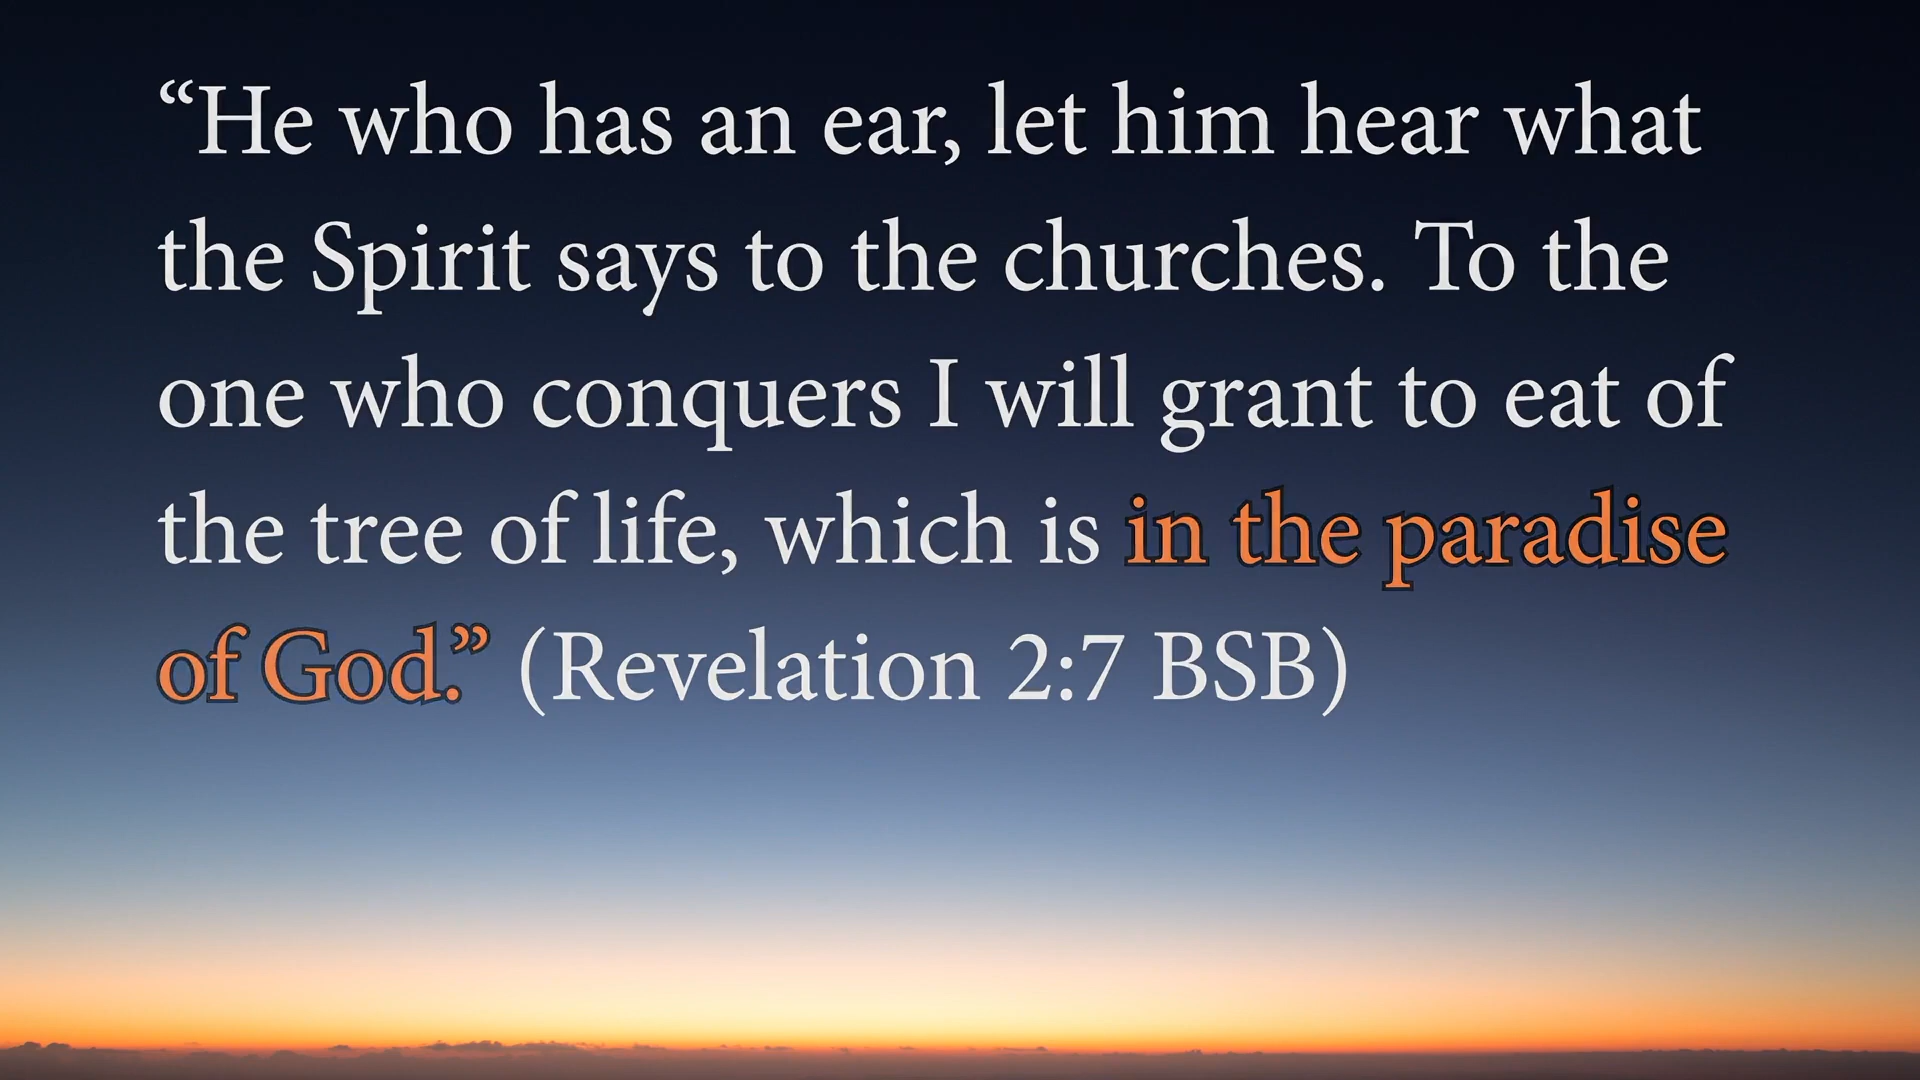 “He who has an ear, let him hear what
the Spirit says to the churches. To the
one who conquers I will grant to eat of
the tree of life, which is in the paradise
of God.” (Revelation 2:7 BSB)